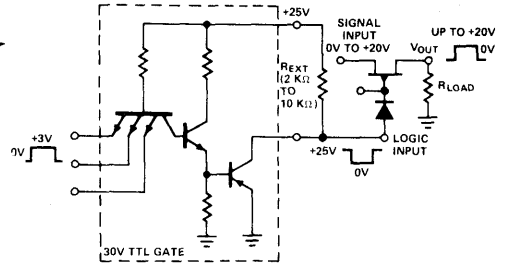 +25V
SIGNAL
INPUT
0V TO +20V
UP TO +20V
VOUT
0V
REXT
(2 KΩ
TO
10 KΩ)
RLOAD
+3V
0V
+25V
0V
LOGIC
INPUT
30V TTL GATE